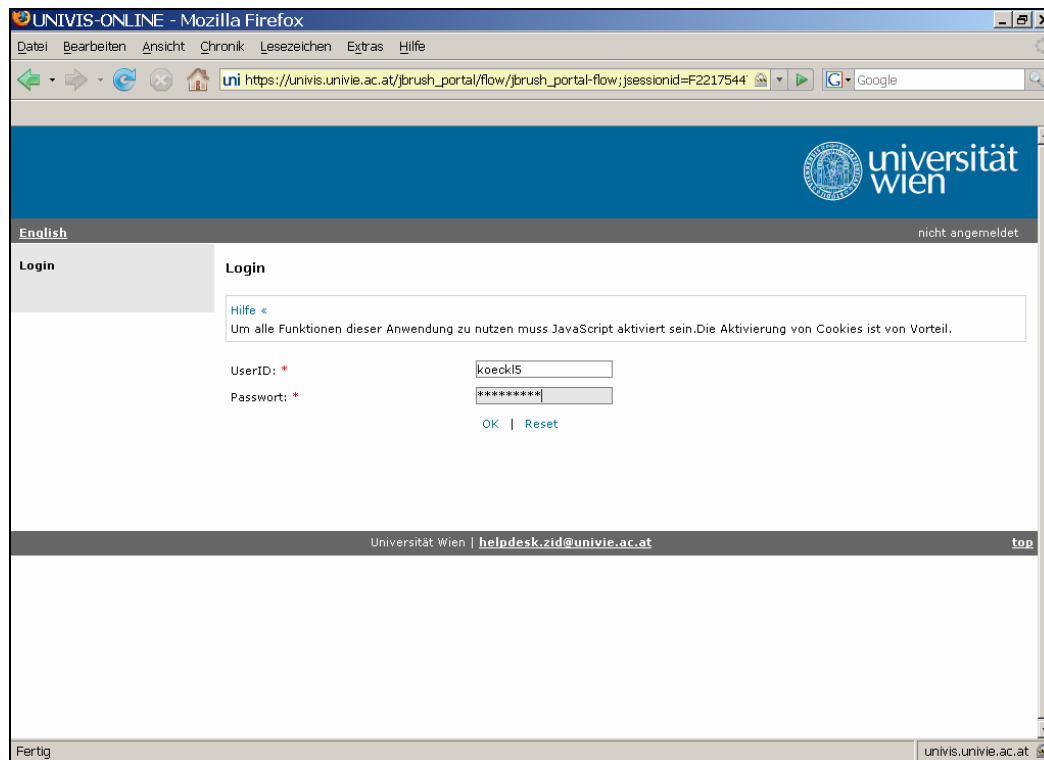 UNIVIS-ONLINE - Mozilla Firefox
Datei Bearbeiten Ansicht Chronik Lesezeichen Extras Hilfe
uni https://univis.univie.ac.at/jbrush_portal/flow/jbrush_portal-flow;jsessionid=F2217544 G Google
universität
wien
English nicht angemeldet
Login Login
Hilfe «
Um alle Funktionen dieser Anwendung zu nutzen muss JavaScript aktiviert sein.Die Aktivierung von Cookies ist von Vorteil.
UserID: * koeckl5
Passwort: * *********
OK | Reset
Universität Wien | helpdesk.zid@univie.ac.at top
Fertig univis.univie.ac.at